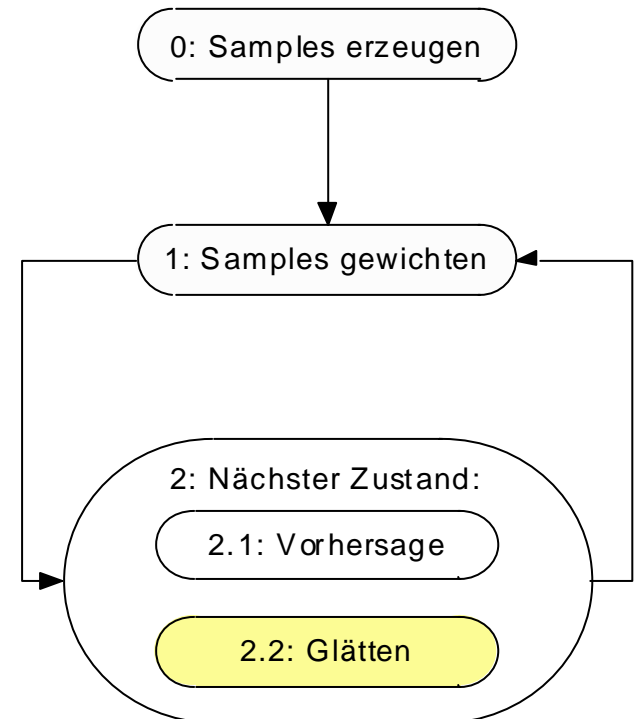 0: Samples erzeugen
1: Samples gewichten
2: Nächster Zustand:
2.1: Vorhersage
2.2: Glätten